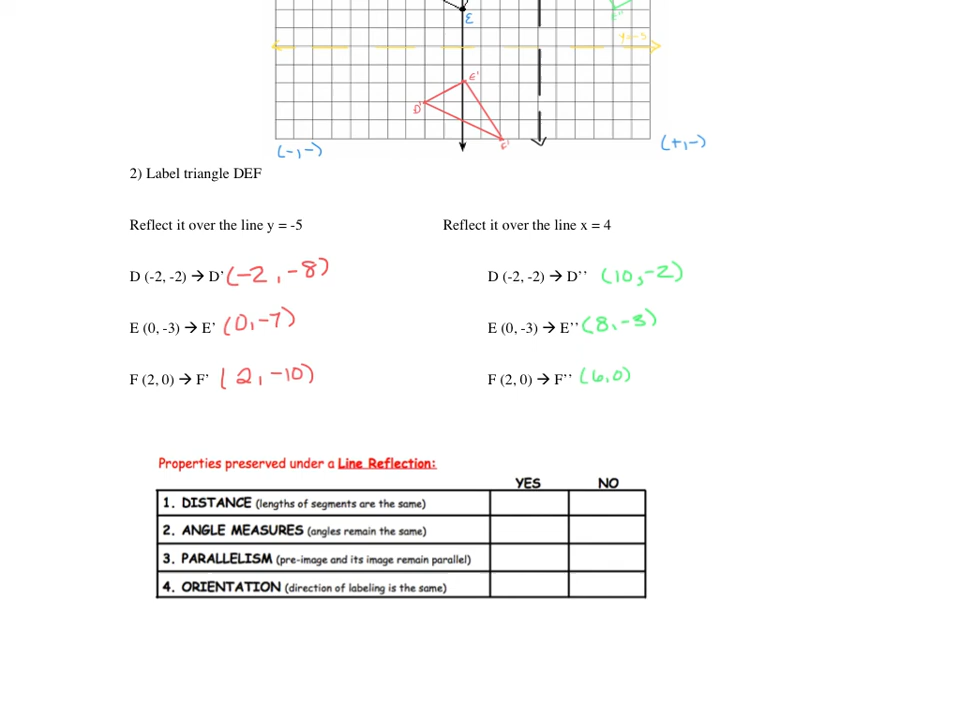 E
E''
y=-5
E'
D'
(-,-)
(+,-)
2) Label triangle DEF
Reflect it over the line y = -5 Reflect it over the line x = 4
D (-2, -2) → D' (-2, -8) D (-2, -2) → D'' (10, -2)
E (0, -3) → E' (0, -7) E (0, -3) → E'' (8, -3)
F (2, 0) → F' (2, -10) F (2, 0) → F'' (6,0)
Properties preserved under a Line Reflection:
YES NO
1. DISTANCE (lengths of segments are the same)
2. ANGLE MEASURES (angles remain the same)
3. PARALLELISM (pre-image and its image remain parallel)
4. ORIENTATION (direction of labeling is the same)